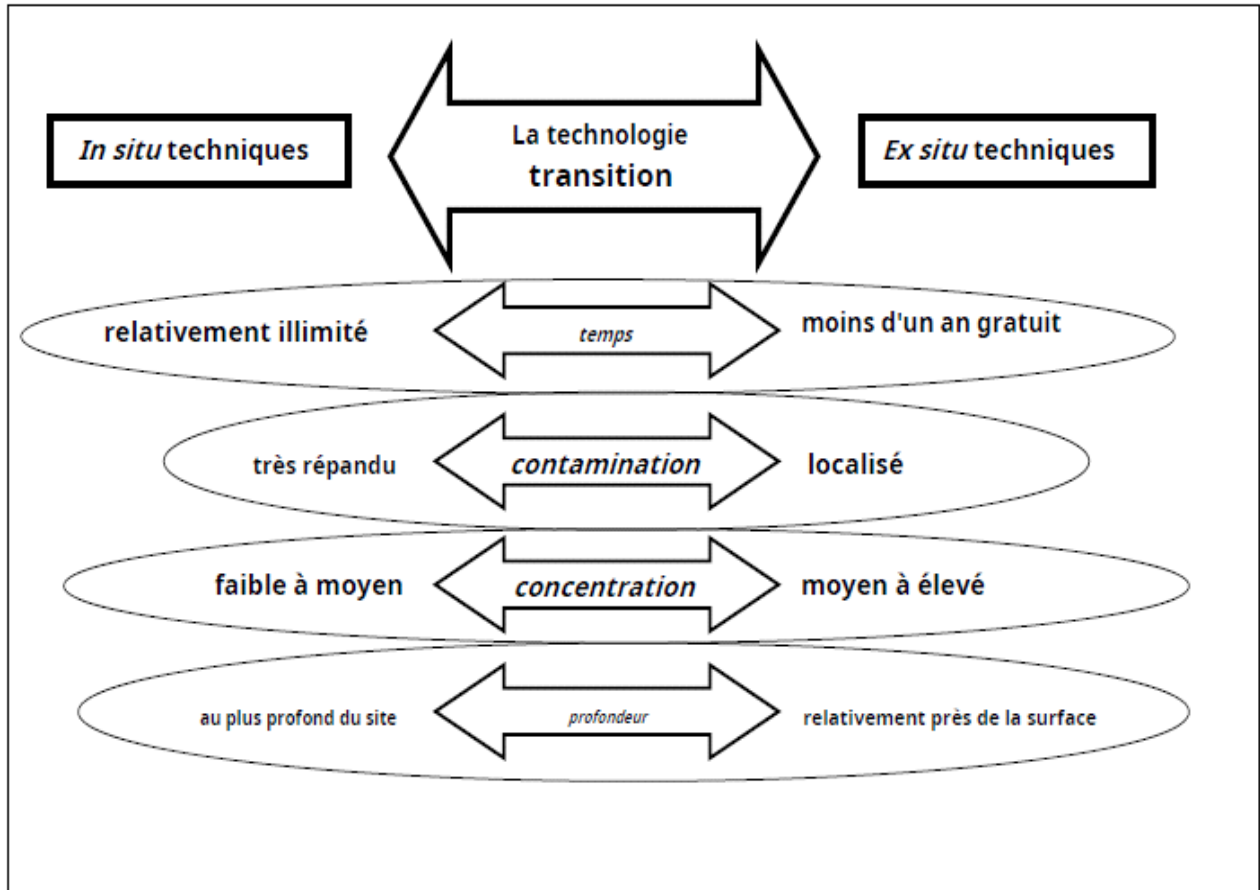 In situ techniques
La technologie
transition
Ex situ techniques
relativement illimité
temps
moins d'un an gratuit
très répandu
contamination
localisé
faible à moyen
concentration
moyen à élevé
au plus profond du site
profondeur
relativement près de la surface